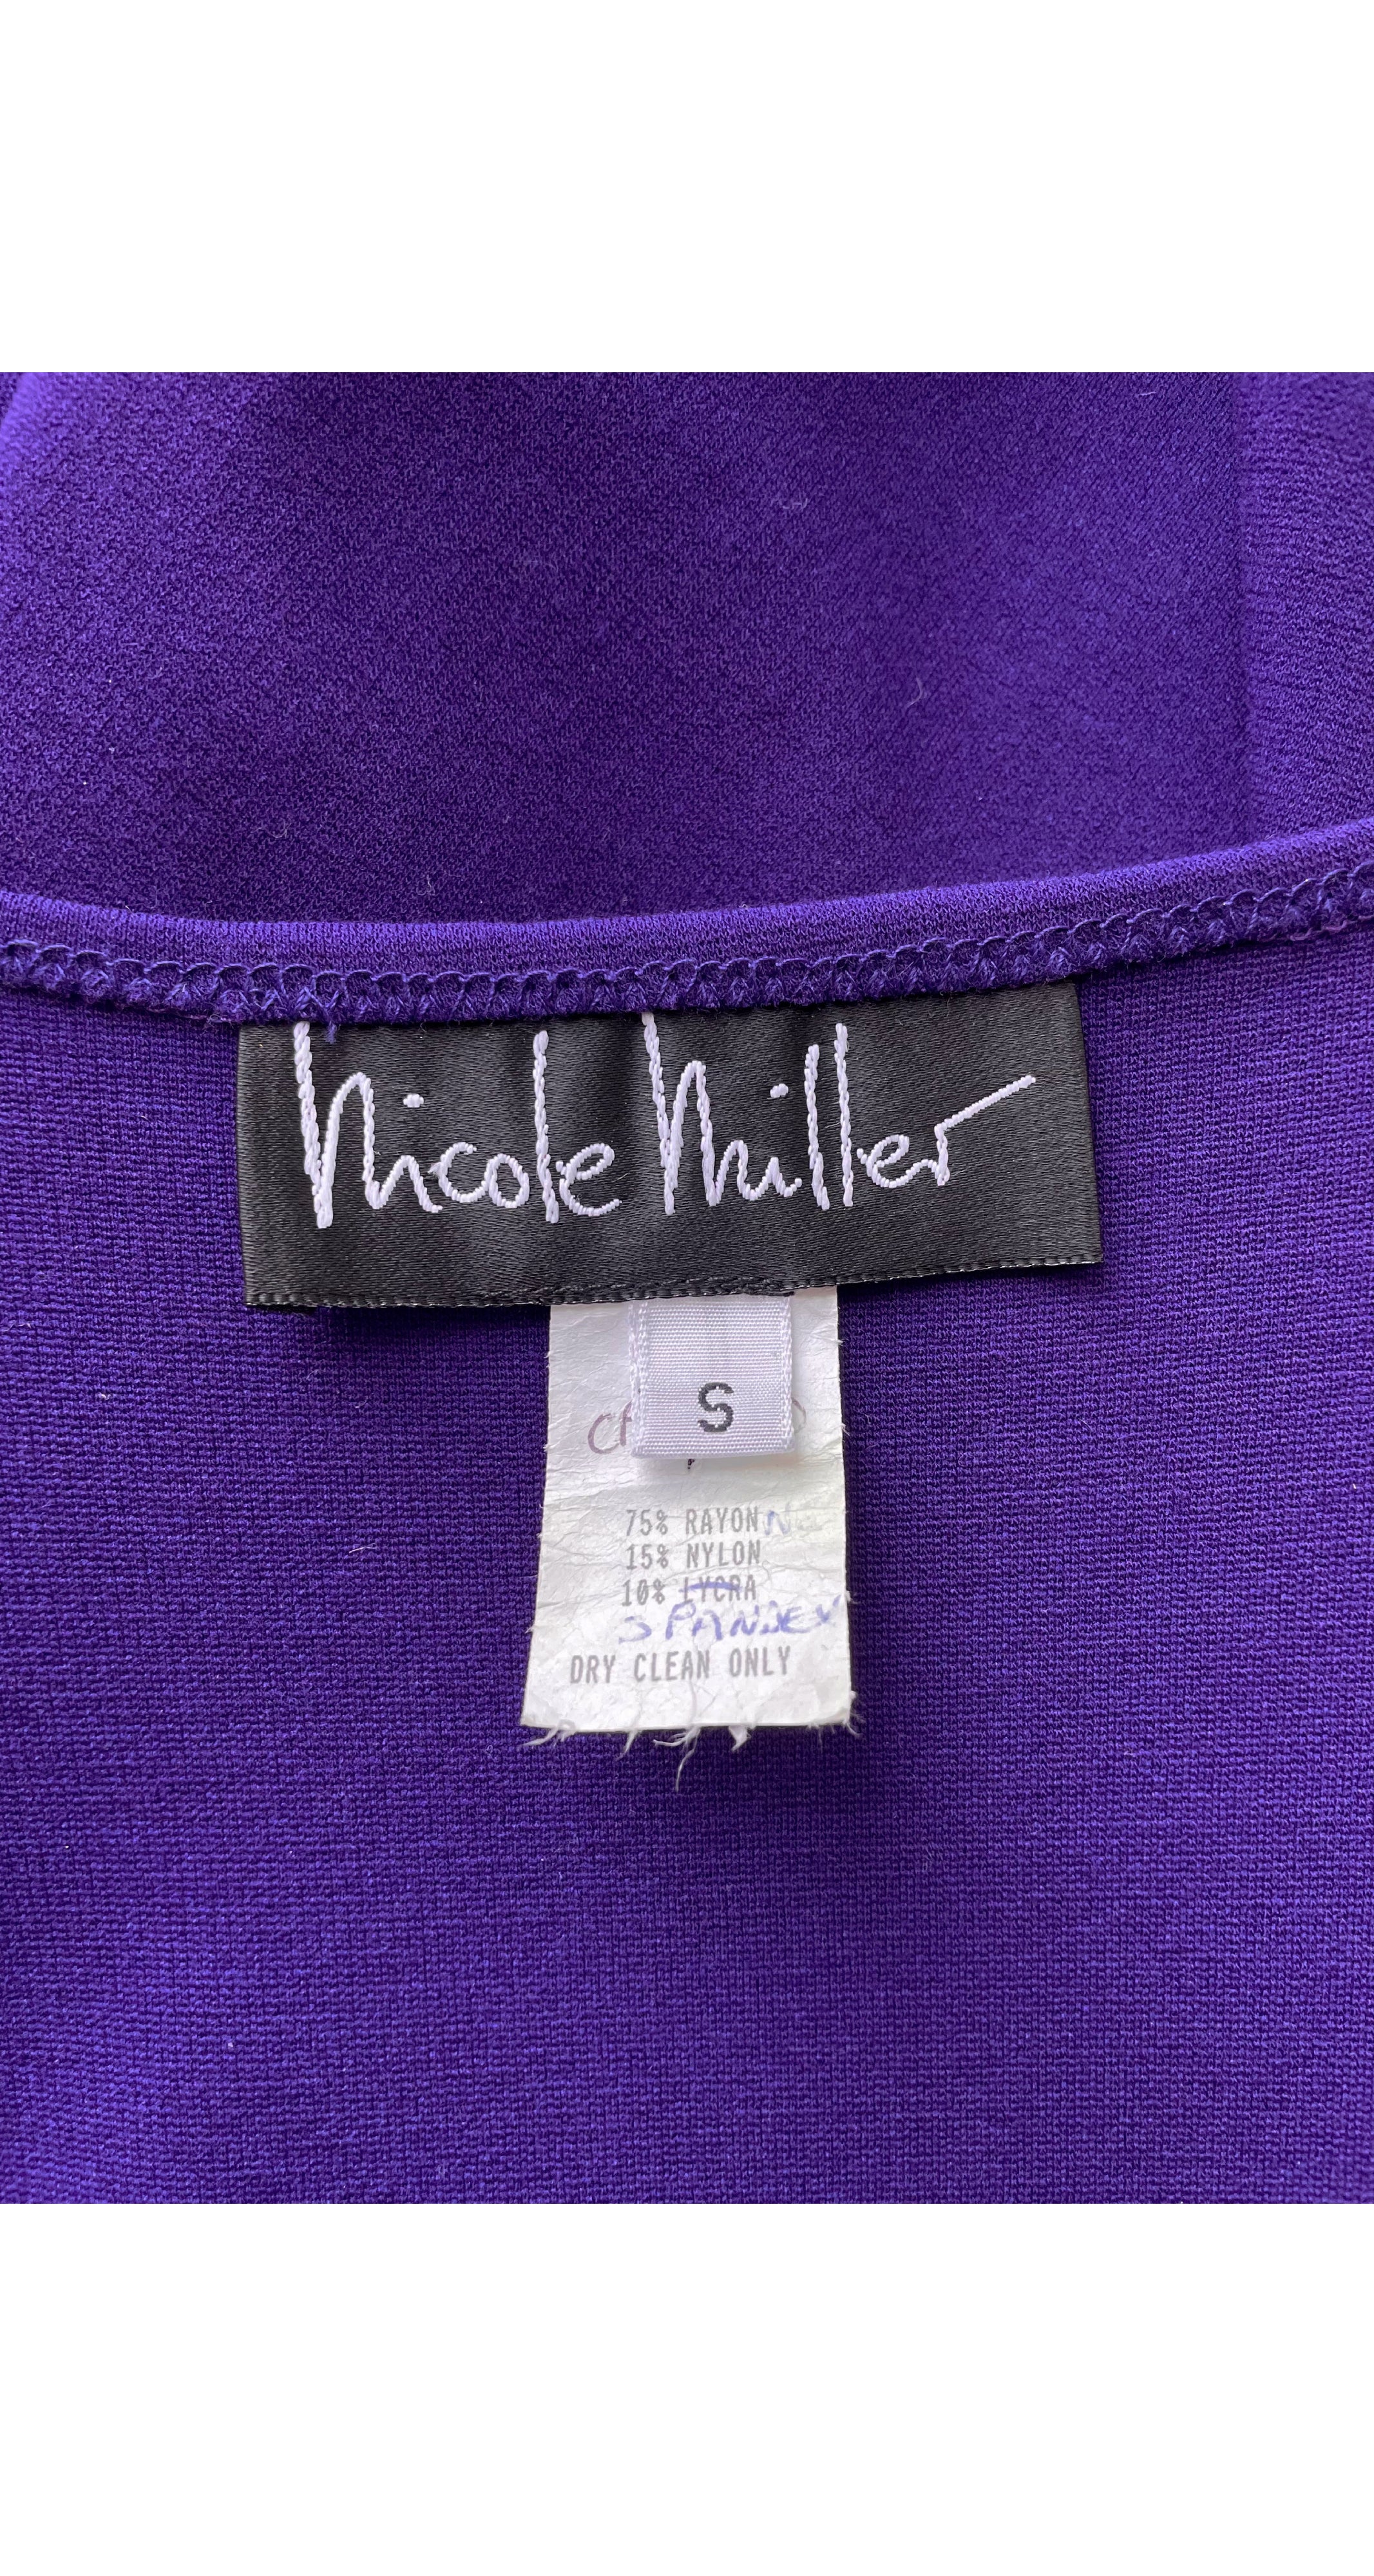 Nicole Miller
S
75% RAYON
15% NYLON
10% LYCRA
SPANDEX
DRY CLEAN ONLY